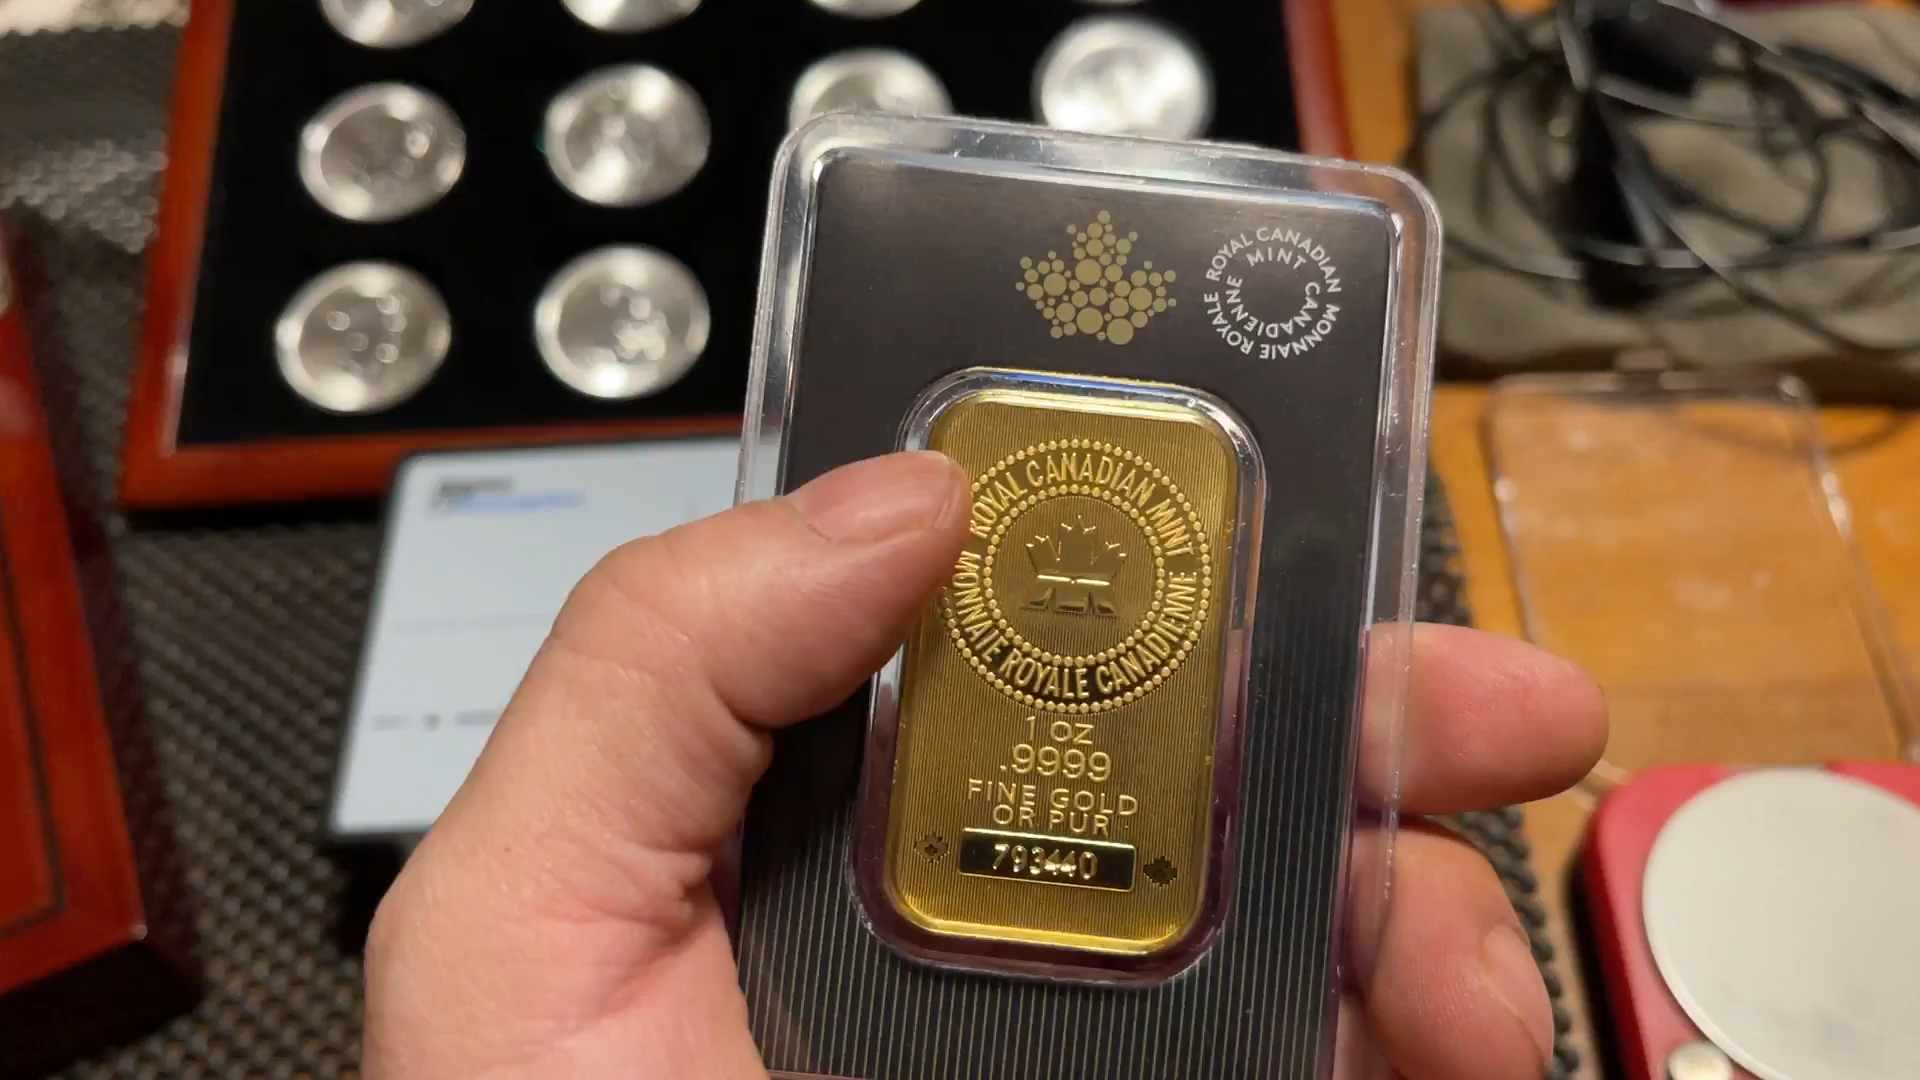 ROYAL CANADIAN MINT
MONNAIE ROYALE CANADIENNE
ROYAL CANADIAN MINT
MONNAIE ROYALE CANADIENNE
1 OZ
.9999
FINE GOLD
OR PUR
793440